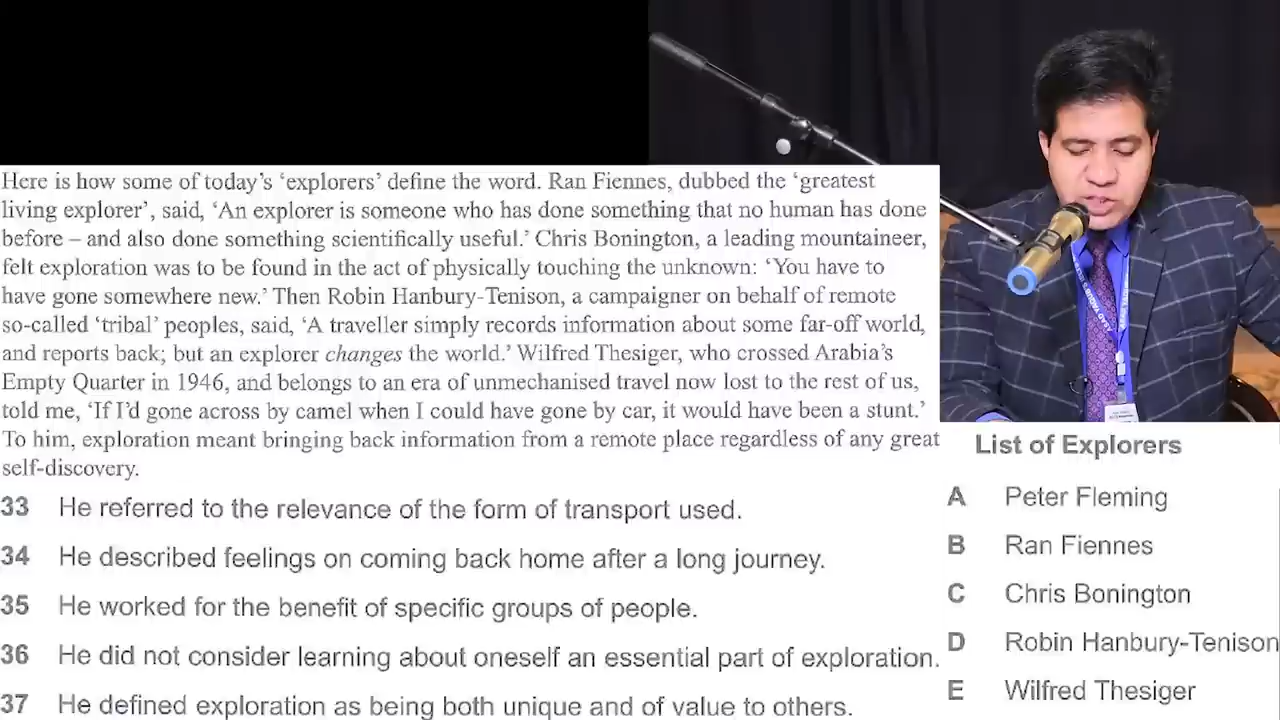 Here is how some of today's 'explorers' define the word. Ran Fiennes, dubbed the 'greatest
living explorer', said, 'An explorer is someone who has done something that no human has done
before – and also done something scientifically useful.' Chris Bonington, a leading mountaineer,
felt exploration was to be found in the act of physically touching the unknown: 'You have to
have gone somewhere new.' Then Robin Hanbury-Tenison, a campaigner on behalf of remote
so-called 'tribal' peoples, said, 'A traveller simply records information about some far-off world,
and reports back; but an explorer changes the world.' Wilfred Thesiger, who crossed Arabia's
Empty Quarter in 1946, and belongs to an era of unmechanised travel now lost to the rest of us,
told me, 'If I'd gone across by camel when I could have gone by car, it would have been a stunt.'
To him, exploration meant bringing back information from a remote place regardless of any great
self-discovery.
33 He referred to the relevance of the form of transport used.
34 He described feelings on coming back home after a long journey.
35 He worked for the benefit of specific groups of people.
36 He did not consider learning about oneself an essential part of exploration.
37 He defined exploration as being both unique and of value to others.
List of Explorers
A Peter Fleming
B Ran Fiennes
C Chris Bonington
D Robin Hanbury-Tenison
E Wilfred Thesiger